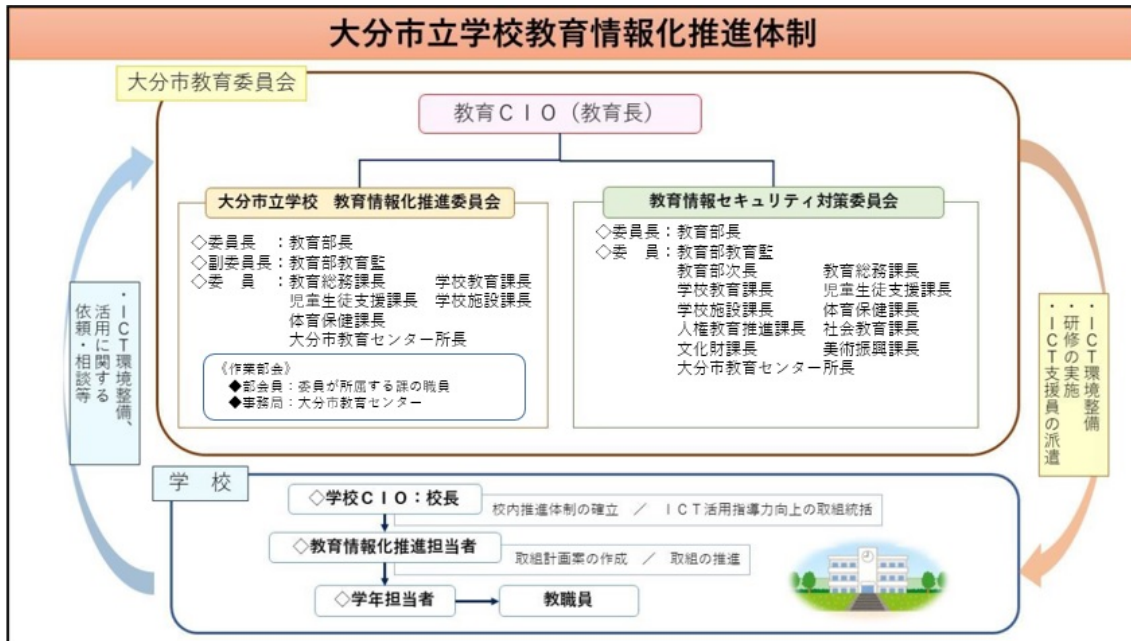 大分市立学校教育情報化推進体制
大分市教育委員会
教育CIO（教育長）
大分市立学校　教育情報化推進委員会
◇委員長　：教育部長
◇副委員長：教育部教育監
◇委　員　：教育総務課長　　学校教育課長
児童生徒支援課長　学校施設課長
体育保健課長
大分市教育センター所長
《作業部会》
◆部会員：委員が所属する課の職員
◆事務局：大分市教育センター
教育情報セキュリティ対策委員会
◇委員長：教育部長
◇委　員：教育部教育監
教育部次長　　教育総務課長
学校教育課長　　児童生徒支援課長
学校施設課長　　体育保健課長
人権教育推進課長　社会教育課長
文化財課長　　美術振興課長
大分市教育センター所長
・ICT環境整備、
活用に関する
依頼・相談等
・ICT環境整備
・研修の実施
・ICT支援員の派遣
学　校
◇学校CIO：校長
校内推進体制の確立　／　ICT活用指導力向上の取組統括
◇教育情報化推進担当者
取組計画案の作成　／　取組の推進
◇学年担当者
教職員